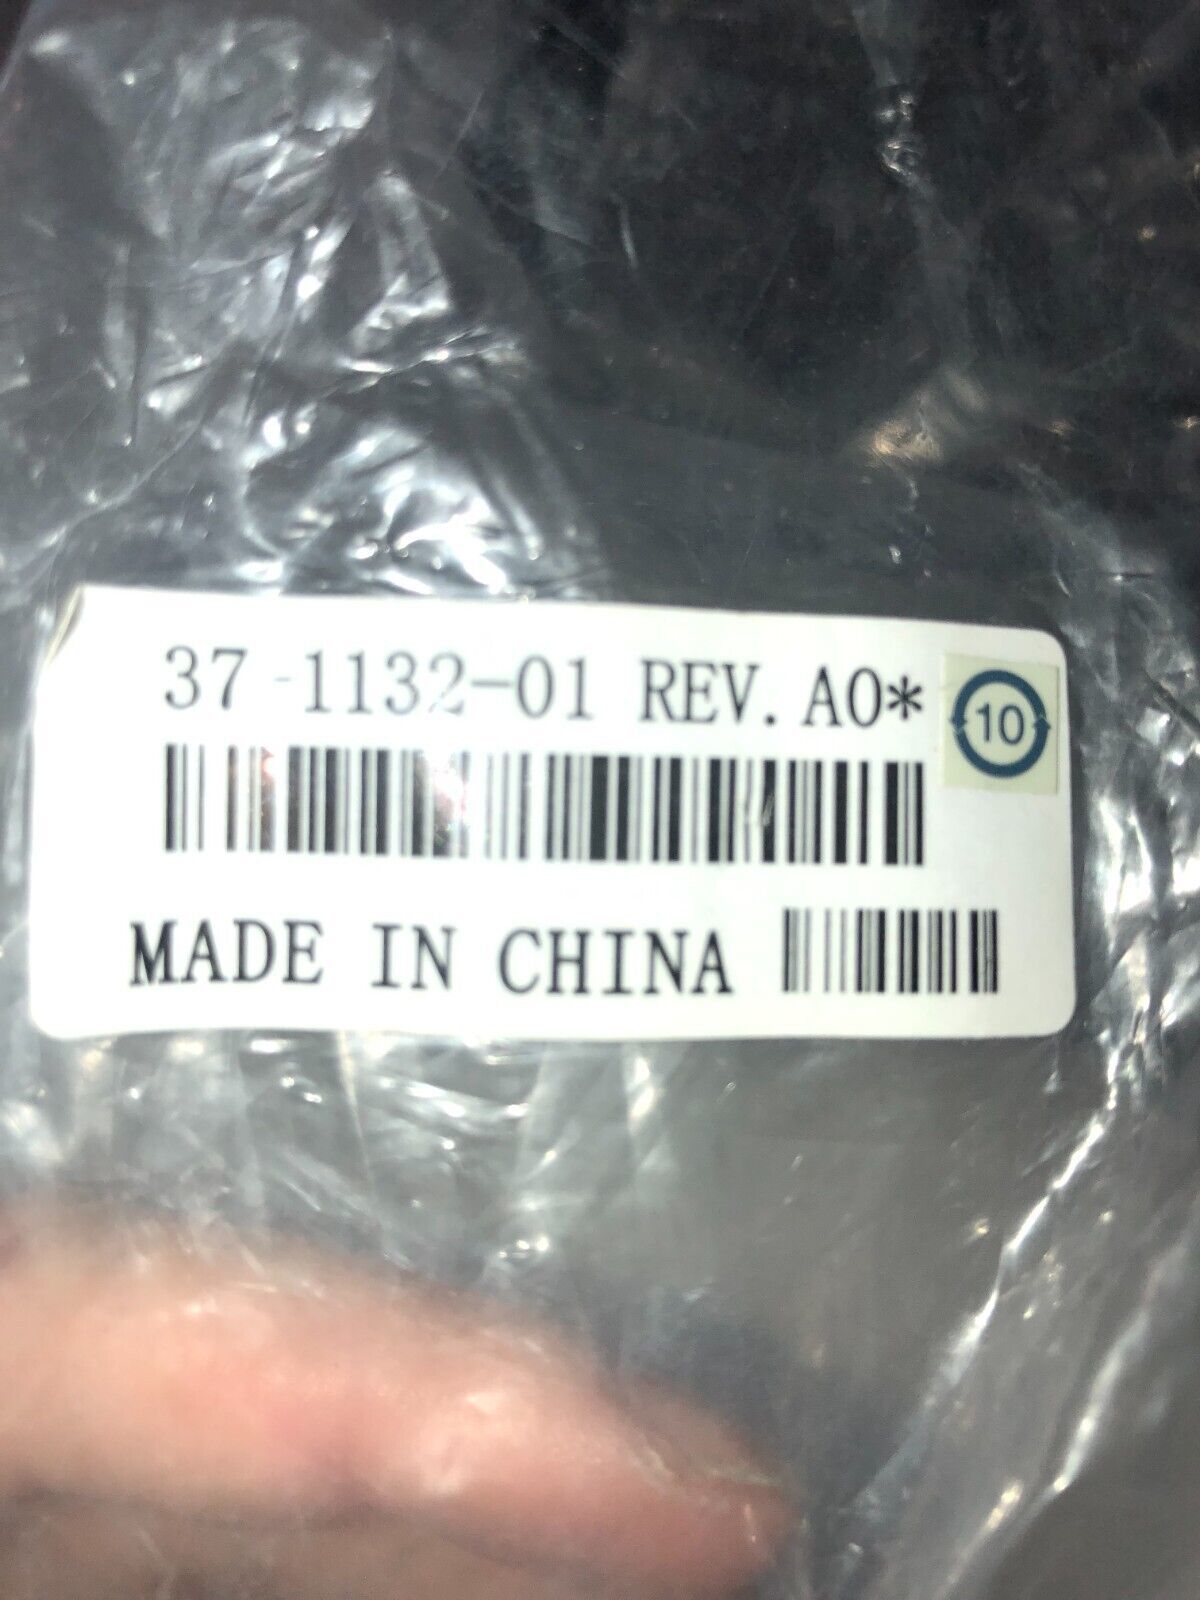 37-1132-01 REV. A0*
10
MADE IN CHINA